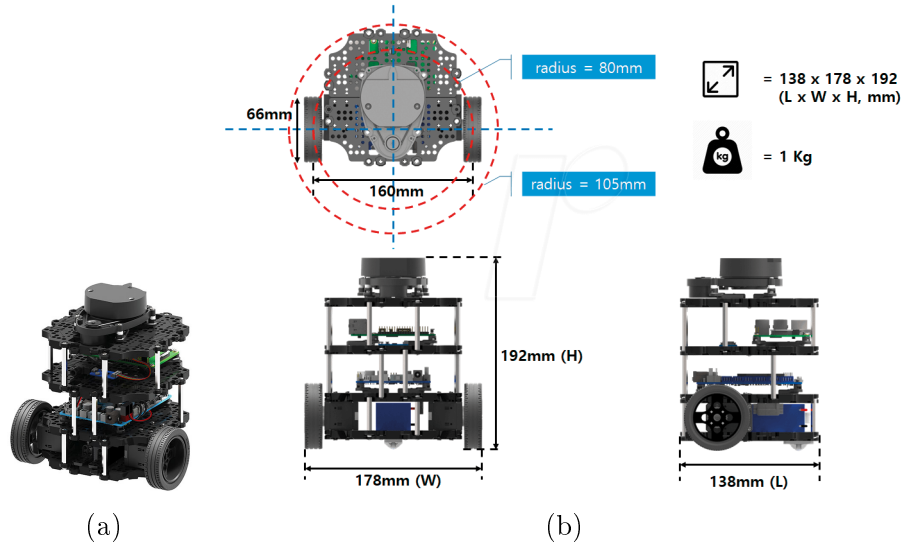 radius = 80mm
66mm
160mm
radius = 105mm
= 138 x 178 x 192
(L x W x H, mm)
kg
= 1 Kg
192mm (H)
178mm (W)
138mm (L)
(a)
(b)